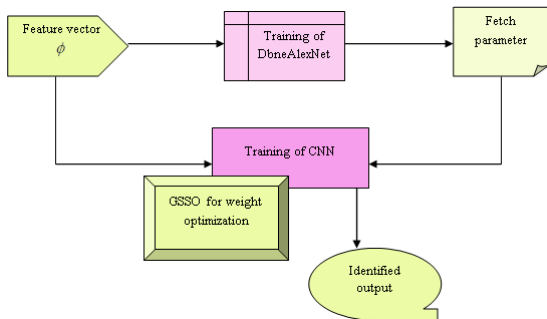 Feature vector
ϕ
Training of
DbneAlexNet
Fetch
parameter
Training of CNN
GSSO for weight
optimization
Identified
output